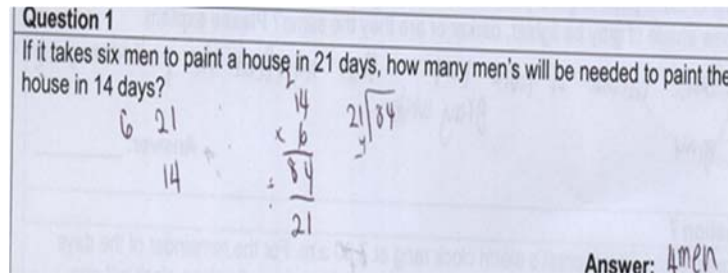 Question 1
If it takes six men to paint a house in 21 days, how many men's will be needed to paint the
house in 14 days?
2
6 21 14 21)84
14 × 6
84
21
Answer: 4men